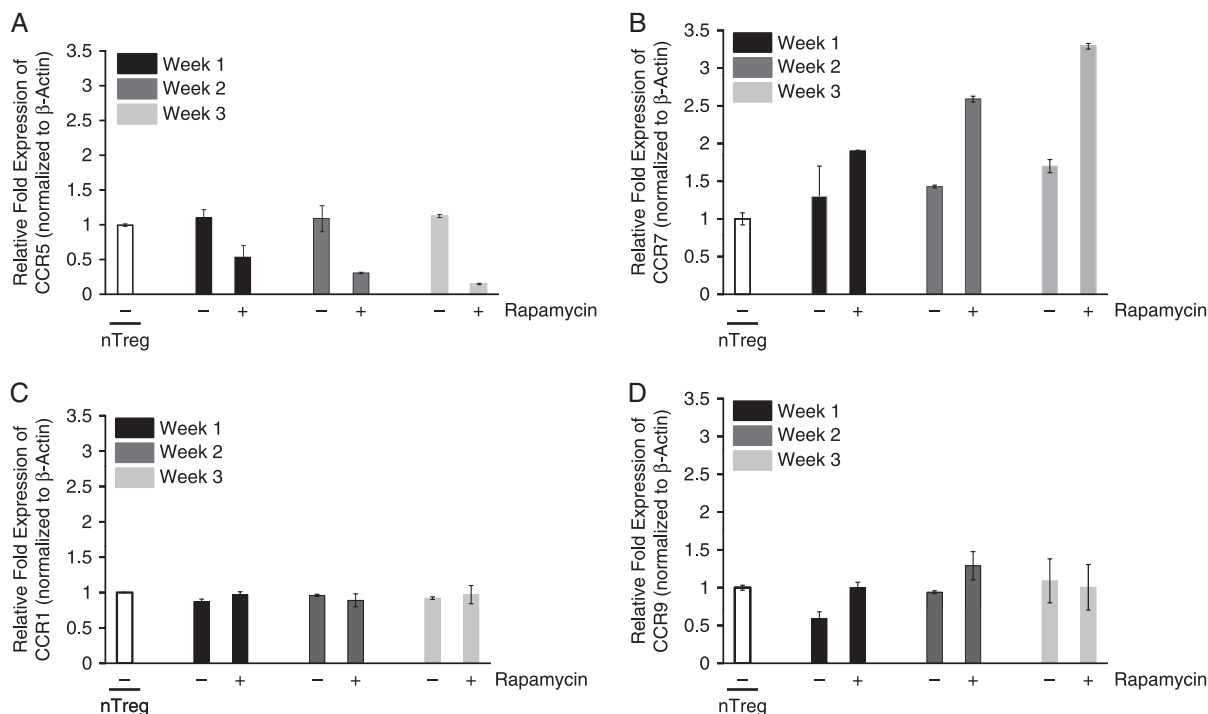 A
Relative Fold Expression of
CCR5 (normalized to β-Actin)
3.5
3
2.5
2
1.5
1
0.5
0
Week 1
Week 2
Week 3
− − + − + − + Rapamycin
nTreg
B
Relative Fold Expression of
CCR7 (normalized to β-Actin)
3.5
3
2.5
2
1.5
1
0.5
0
Week 1
Week 2
Week 3
− − + − + − + Rapamycin
nTreg
C
Relative Fold Expression of
CCR1 (normalized to β-Actin)
3.5
3
2.5
2
1.5
1
0.5
0
Week 1
Week 2
Week 3
− − + − + − + Rapamycin
nTreg
D
Relative Fold Expression of
CCR9 (normalized to β-Actin)
3.5
3
2.5
2
1.5
1
0.5
0
Week 1
Week 2
Week 3
− − + − + − + Rapamycin
nTreg